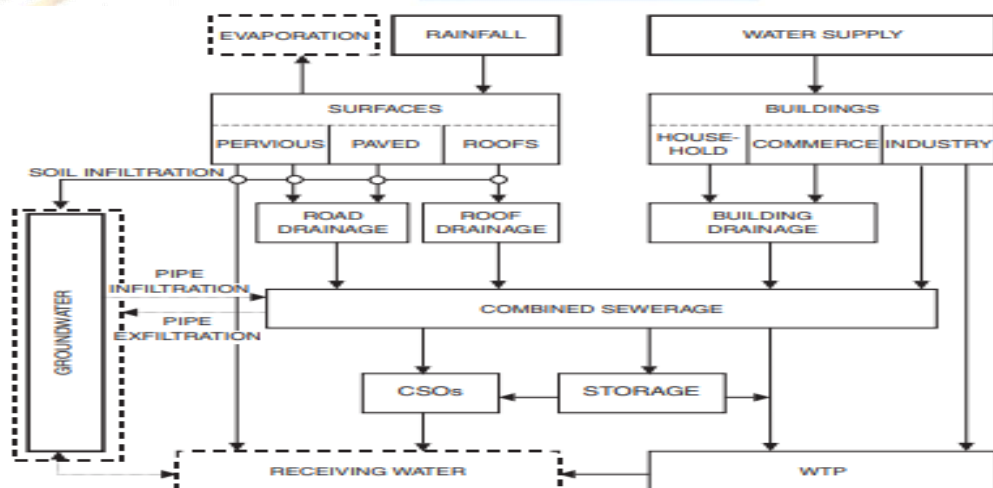 EVAPORATION
RAINFALL
WATER SUPPLY
SURFACES
BUILDINGS
PERVIOUS
PAVED
ROOFS
HOUSE-
HOLD
COMMERCE
INDUSTRY
SOIL INFILTRATION
ROAD
DRAINAGE
ROOF
DRAINAGE
BUILDING
DRAINAGE
GROUNDWATER
PIPE
INFILTRATION
COMBINED SEWERAGE
PIPE
EXFILTRATION
CSOs
STORAGE
RECEIVING WATER
WTP